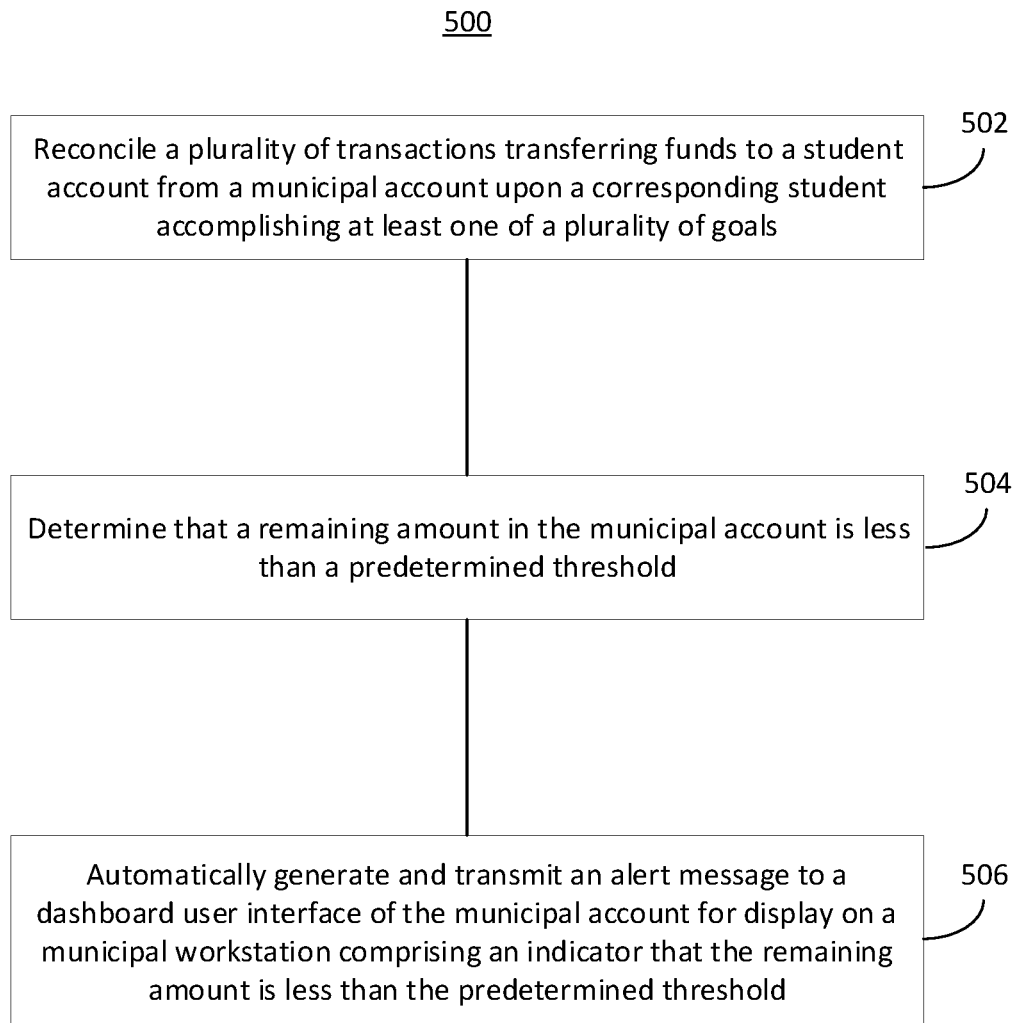 500
502
Reconcile a plurality of transactions transferring funds to a student
account from a municipal account upon a corresponding student
accomplishing at least one of a plurality of goals
504
Determine that a remaining amount in the municipal account is less
than a predetermined threshold
506
Automatically generate and transmit an alert message to a
dashboard user interface of the municipal account for display on a
municipal workstation comprising an indicator that the remaining
amount is less than the predetermined threshold